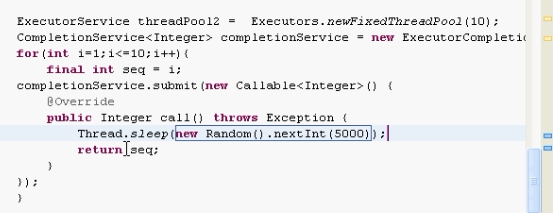 ExecutorService threadPool2 =  Executors.newFixedThreadPool(10);
CompletionService<Integer> completionService = new ExecutorCompletio
for(int i=1;i<=10;i++){
    final int seq = i;
completionService.submit(new Callable<Integer>() {
    @Override
    public Integer call() throws Exception {
        Thread.sleep(new Random().nextInt(5000));
        return seq;
    }
});
}